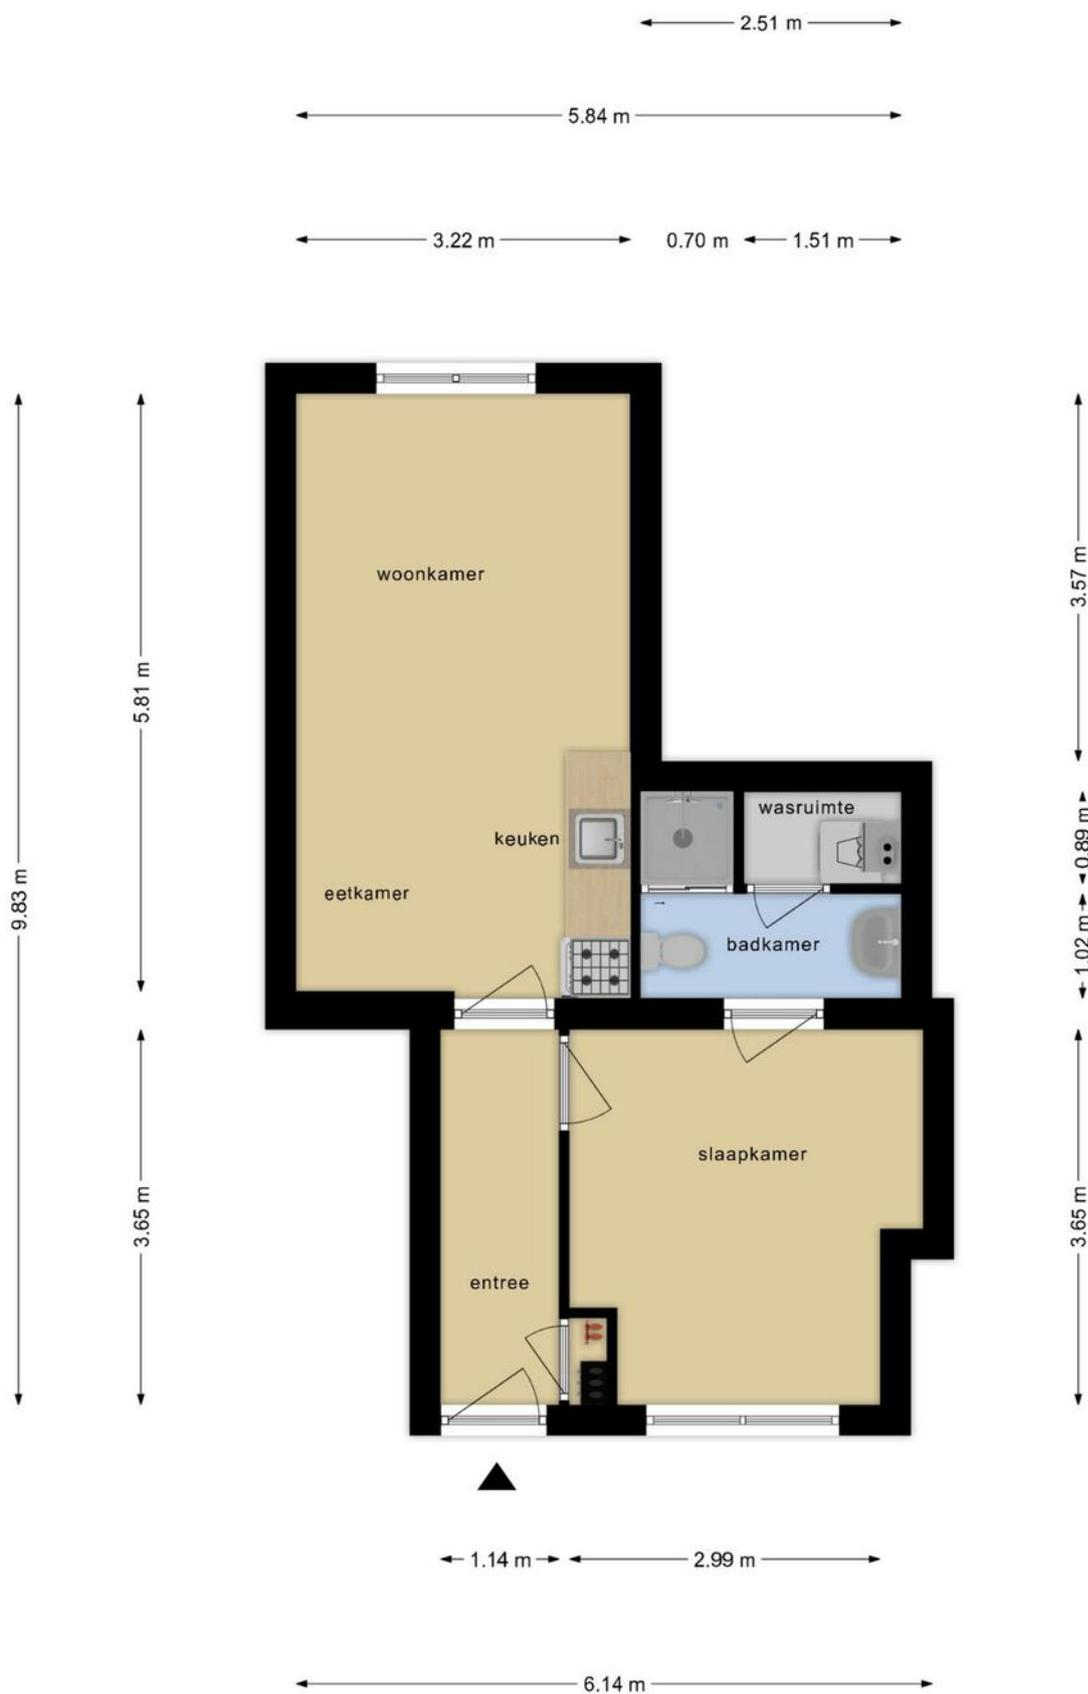 2.51 m
5.84 m
3.22 m
0.70 m
1.51 m
woonkamer
3.57 m
5.81 m
wasruimte
keuken
0.89 m
eetkamer
9.83 m
badkamer
1.02 m
slaapkamer
3.65 m
3.65 m
entree
1.14 m
2.99 m
6.14 m